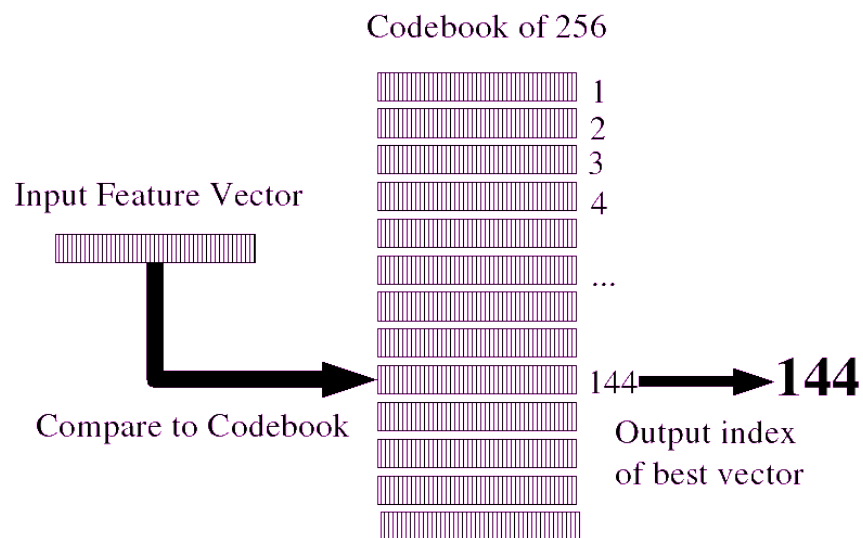 Codebook of 256
1
2
3
Input Feature Vector
4
...
144
144
Compare to Codebook
Output index
of best vector